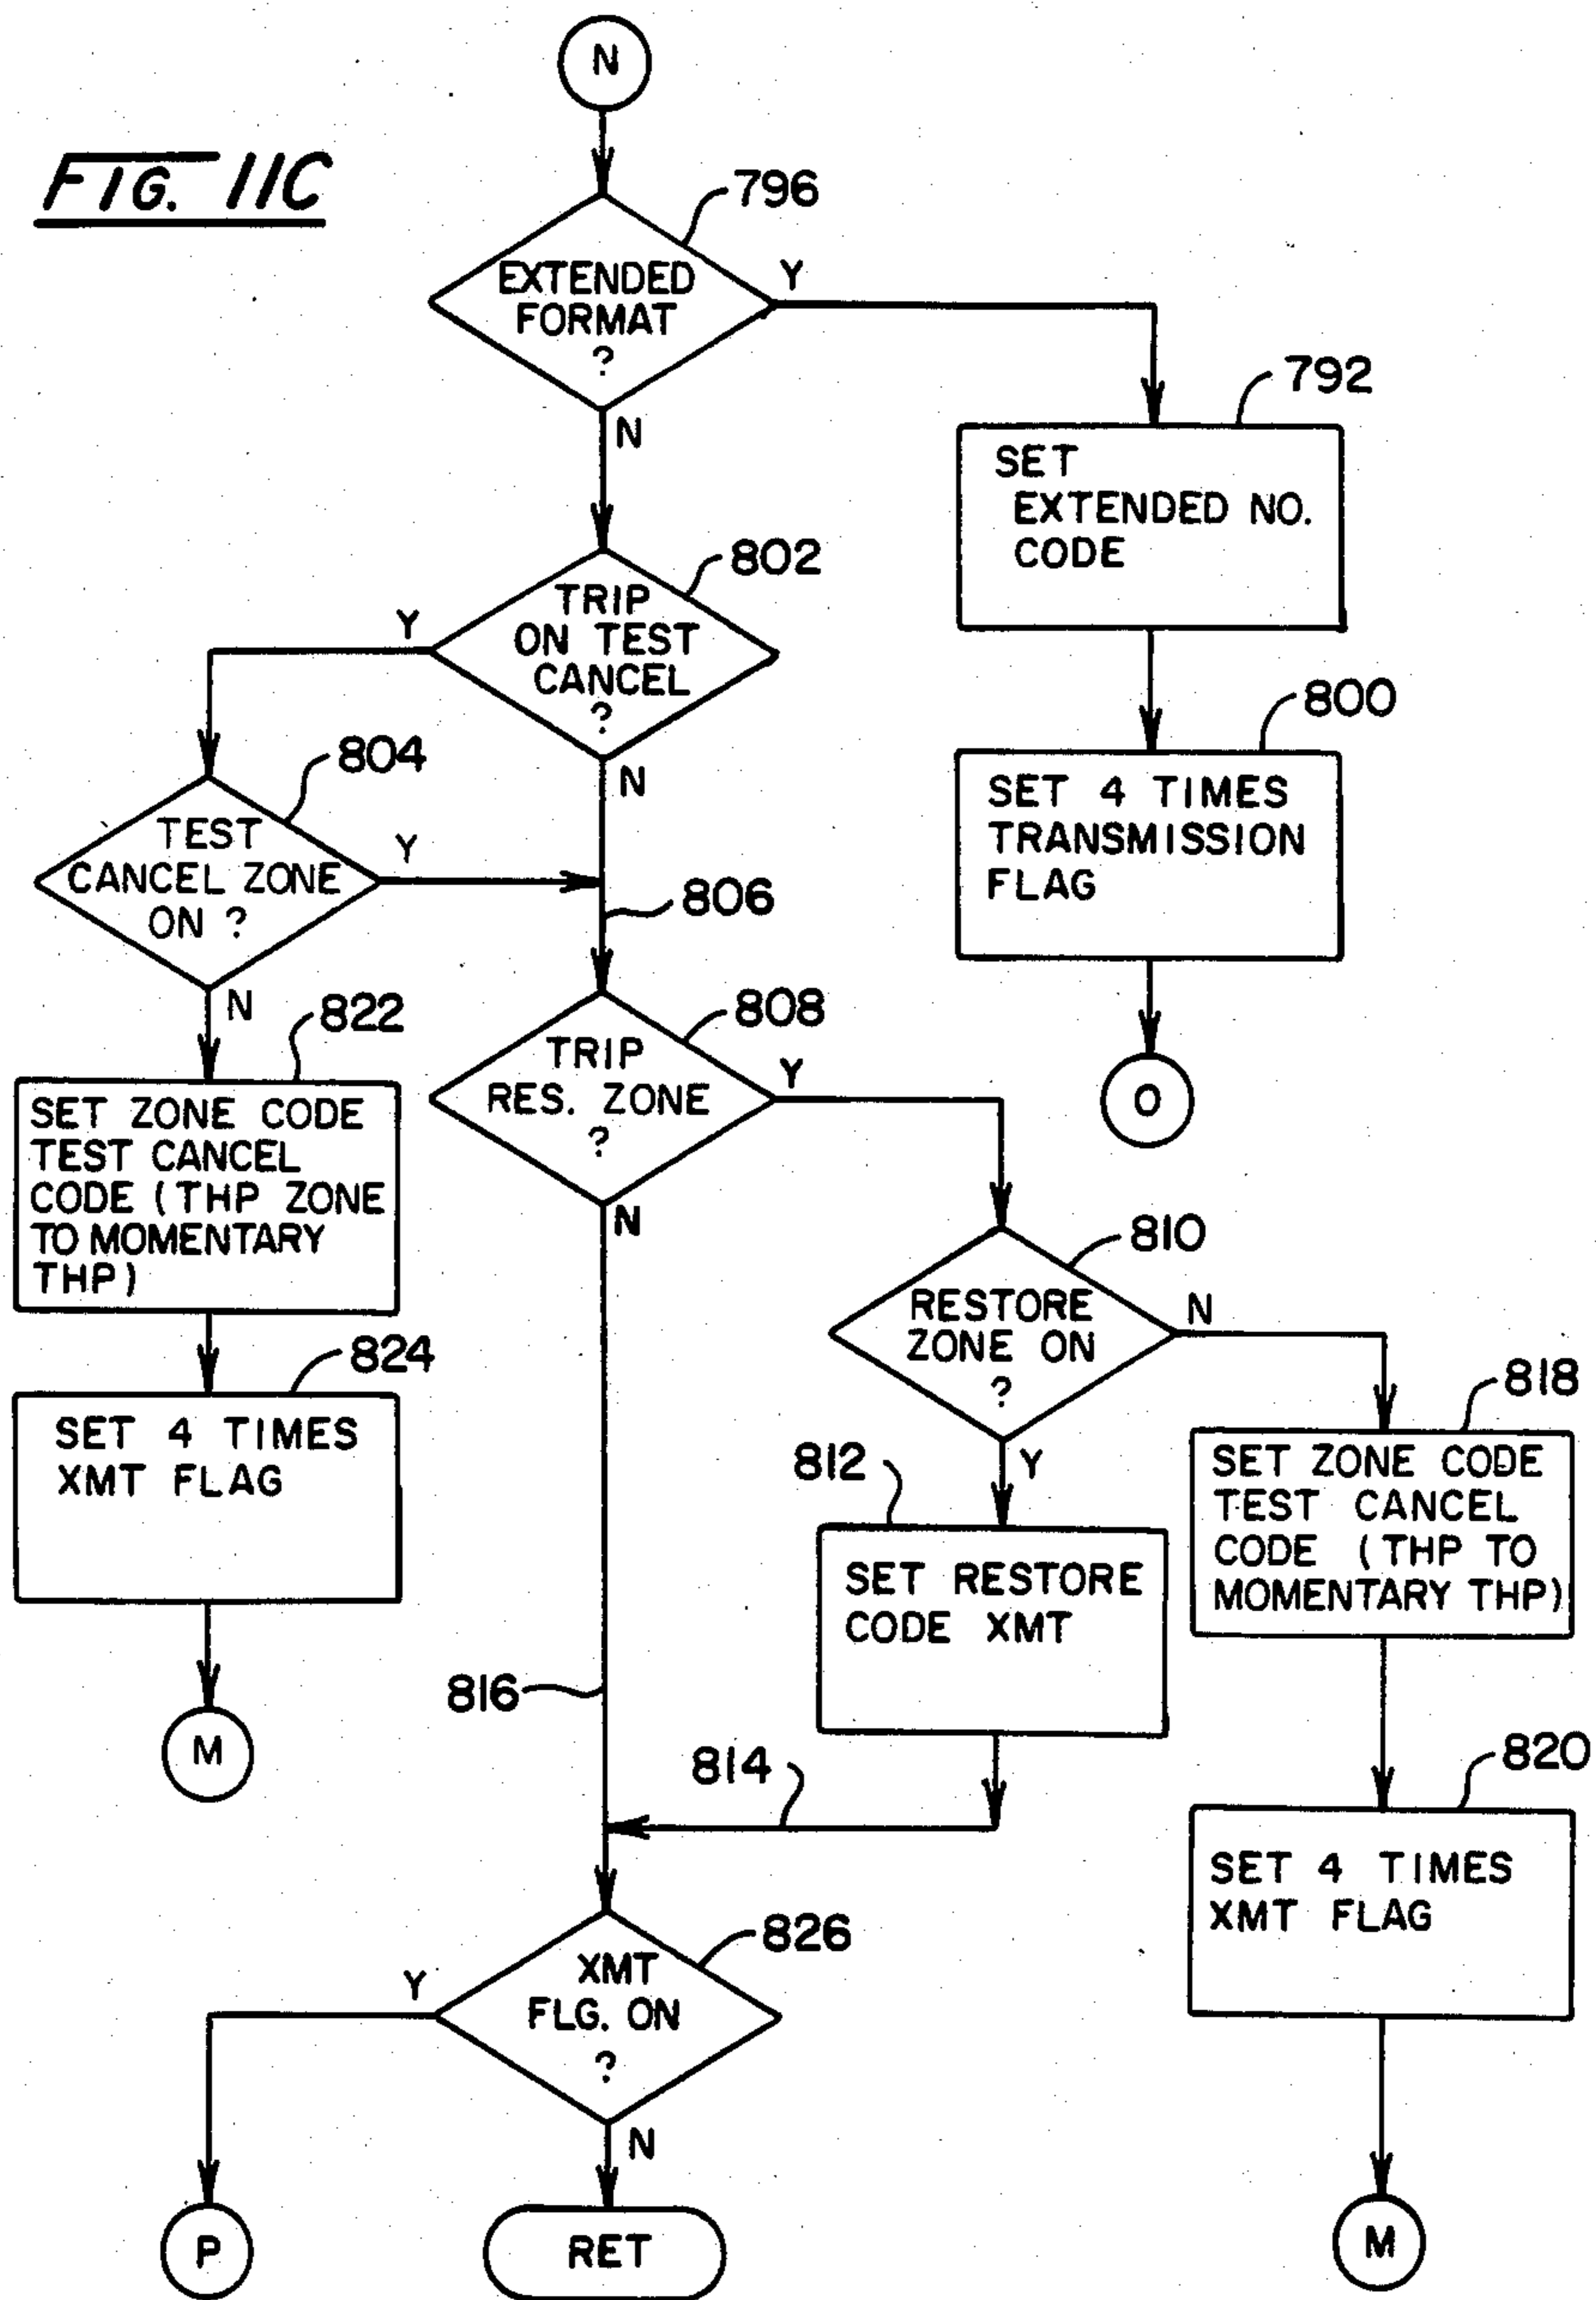 N
FIG. 11C
796
EXTENDED
FORMAT
?
Y
N
792
SET
EXTENDED NO.
CODE
802
TRIP
ON TEST
CANCEL
?
Y
N
800
SET 4 TIMES
TRANSMISSION
FLAG
O
804
TEST
CANCEL ZONE
ON ?
Y
N
806
808
TRIP
RES. ZONE
?
Y
N
822
SET ZONE CODE
TEST CANCEL
CODE (THP ZONE
TO MOMENTARY
THP)
824
SET 4 TIMES
XMT FLAG
M
810
RESTORE
ZONE ON
?
N
Y
812
SET RESTORE
CODE XMT
818
SET ZONE CODE
TEST CANCEL
CODE (THP TO
MOMENTARY THP)
816
814
820
SET 4 TIMES
XMT FLAG
M
826
XMT
FLG. ON
?
Y
N
P
RET